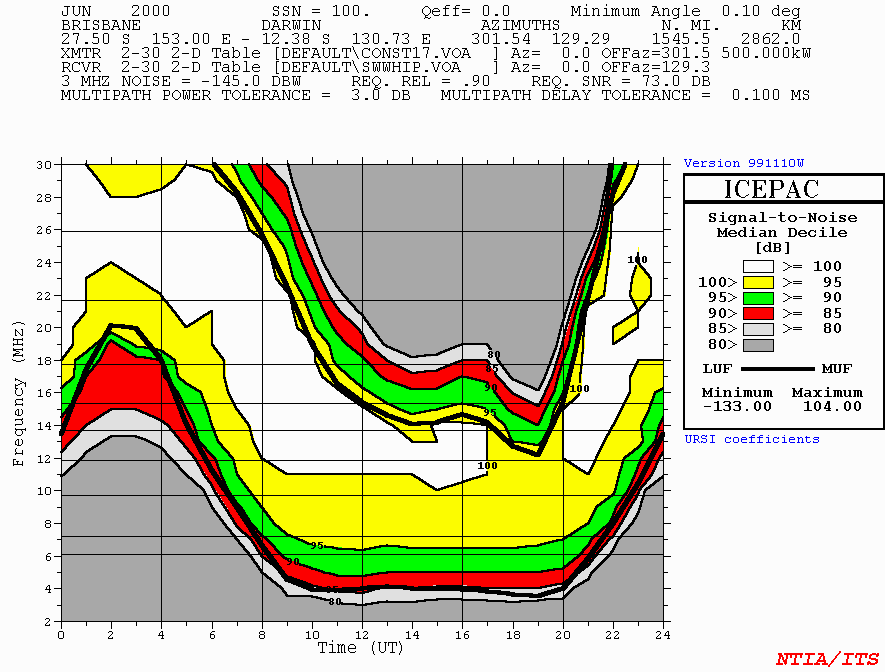 JUN    2000          SSN = 100.     Qeff= 0.0      Minimum Angle  0.10 deg
BRISBANE            DARWIN                AZIMUTHS            N. MI.      KM
27.50 S  153.00 E - 12.38 S  130.73 E    301.54  129.29    1545.5   2862.0
XMTR  2-30 2-D Table [DEFAULT\CONST17.VOA  ] Az=  0.0 OFFaz=301.5 500.000kW
RCVR  2-30 2-D Table [DEFAULT\SWWHIP.VOA   ] Az=  0.0 OFFaz=129.3
3 MHZ NOISE = -145.0 DBW    REQ. REL = .90    REQ. SNR = 73.0 DB
MULTIPATH POWER TOLERANCE =  3.0 DB   MULTIPATH DELAY TOLERANCE =  0.100 MS
Version 991110W
ICEPAC
Signal-to-Noise
Median Decile
[dB]
>= 100
100> >= 95
95> >= 90
90> >= 85
85> >= 80
80>
LUF MUF
Minimum Maximum
-133.00 104.00
URSI coefficients
Frequency (MHz)
30
28
26
24
22
20
18
16
14
12
10
8
6
4
2
100
80
85
90
100
95
100
95
90
80
0 2 4 6 8 10 12 14 16 18 20 22 24
Time (UT)
NTIA/ITS